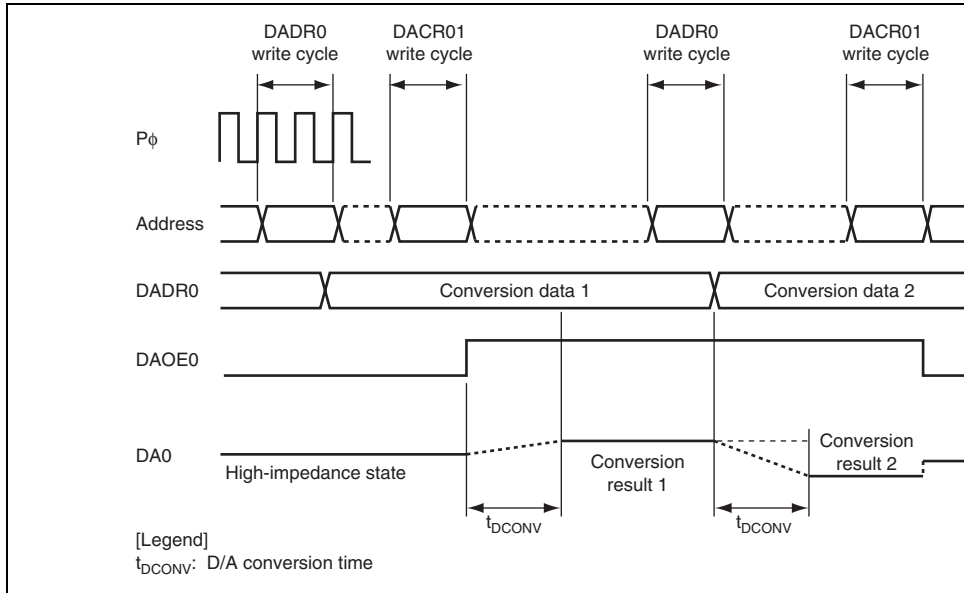 DADR0
write cycle
DACR01
write cycle
DADR0
write cycle
DACR01
write cycle
Pϕ
Address
DADR0
Conversion data 1
Conversion data 2
DAOE0
DA0
High-impedance state
Conversion
result 1
Conversion
result 2
tDCONV
tDCONV
[Legend]
tDCONV: D/A conversion time